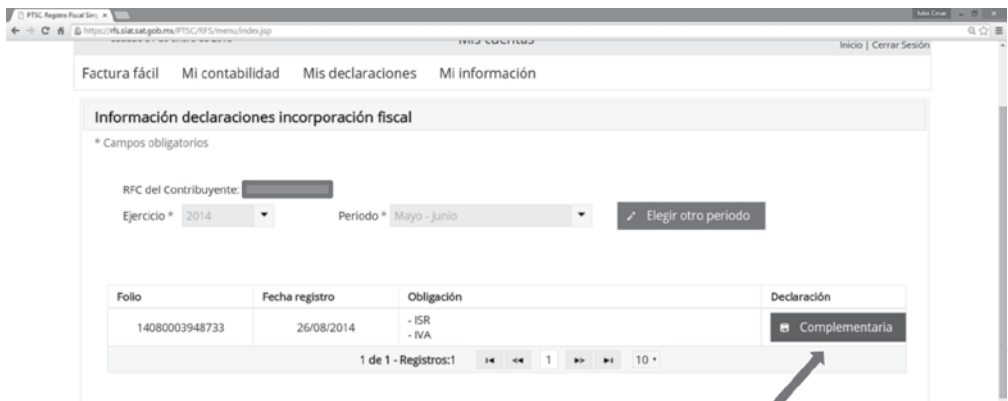 PTSC Registro Fiscal Simp
https://rfs.siat.sat.gob.mx/PTSC/RFS/menu/index.jsp
Mis cuentas
Inicio | Cerrar Sesión
Factura fácil Mi contabilidad Mis declaraciones Mi información
Información declaraciones incorporación fiscal
* Campos obligatorios
RFC del Contribuyente:
Ejercicio * 2014 Periodo * Mayo - Junio Elegir otro periodo
Folio Fecha registro Obligación Declaración
14080003948733 26/08/2014 - ISR
- IVA
Complementaria
1 de 1 - Registros:1 1 10